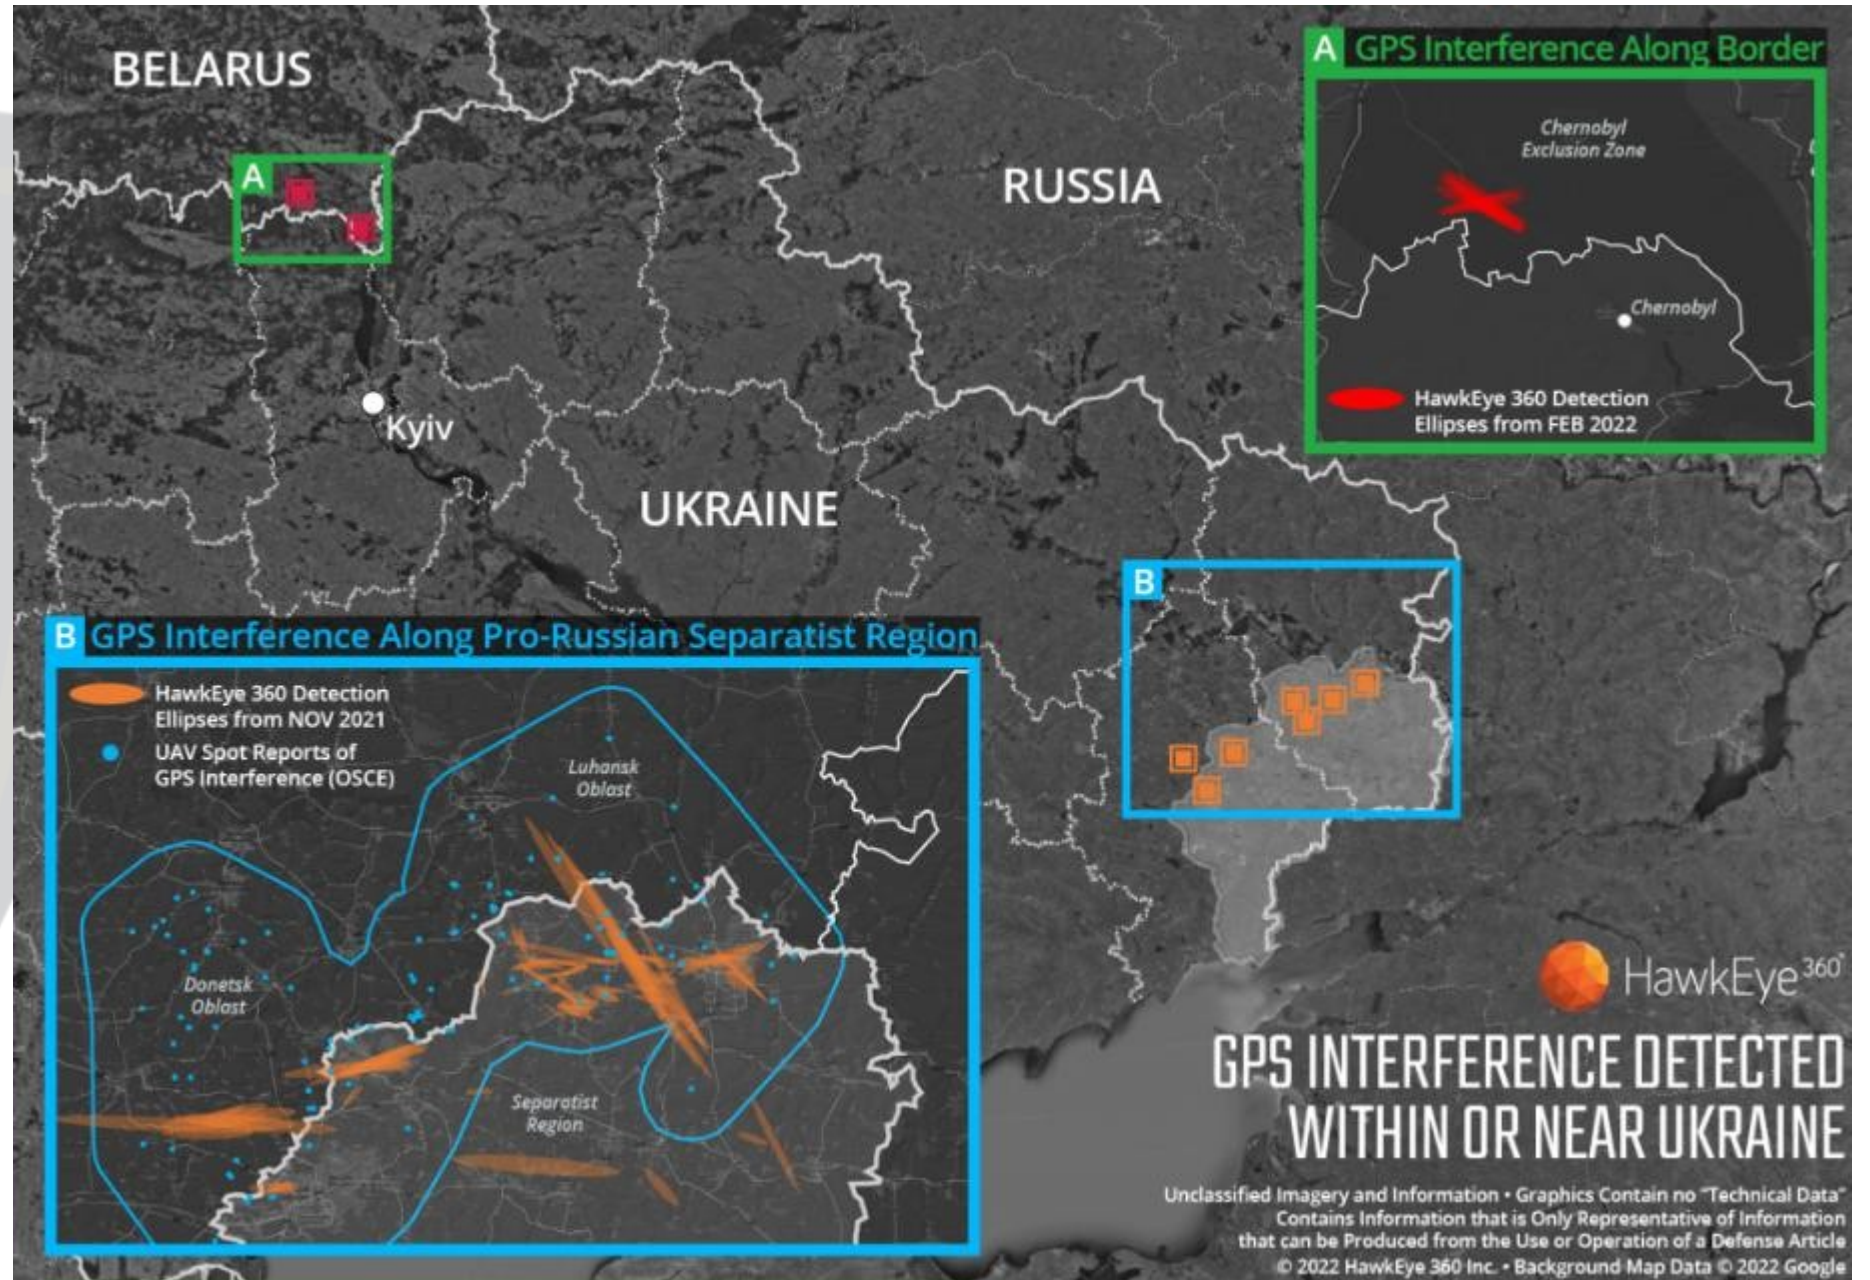 BELARUS
A
RUSSIA
Kyiv
UKRAINE
B
A GPS Interference Along Border
Chernobyl
Exclusion Zone
Chernobyl
HawkEye 360 Detection
Ellipses from FEB 2022
B GPS Interference Along Pro-Russian Separatist Region
HawkEye 360 Detection
Ellipses from NOV 2021
UAV Spot Reports of
GPS Interference (OSCE)
Luhansk
Oblast
Donetsk
Oblast
Separatist
Region
HawkEye 360°
GPS INTERFERENCE DETECTED
WITHIN OR NEAR UKRAINE
Unclassified Imagery and Information • Graphics Contain no "Technical Data"
Contains Information that is Only Representative of Information
that can be Produced from the Use or Operation of a Defense Article
© 2022 HawkEye 360 Inc. • Background Map Data © 2022 Google